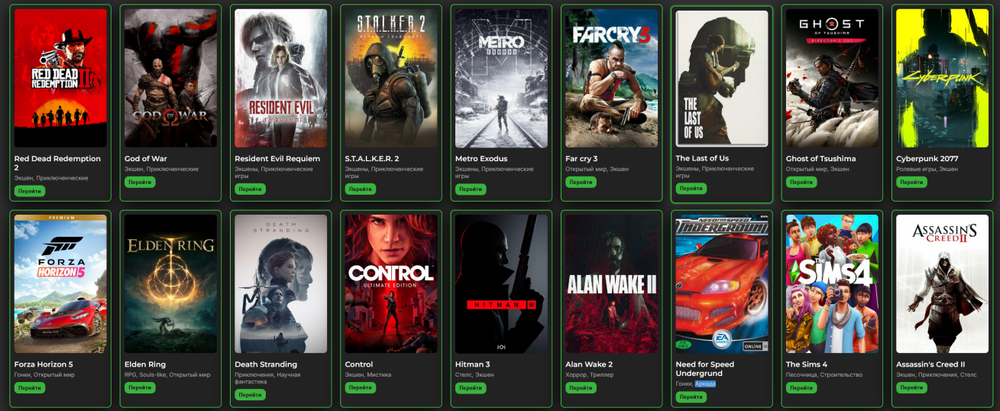 RED DEAD
REDEMPTION II
GOD OF WAR
RESIDENT EVIL
requiem
S.T.A.L.K.E.R. 2
HEART OF CHORNOBYL
METRO
EXODUS
FARCRY3
THE
LAST
OF US
GHOST
OF TSUSHIMA
DIRECTOR'S CUT
CYBERPUNK
Red Dead Redemption
2
Экшен, Приключенческие
Перейти
God of War
Экшен, Приключенческие
Перейти
Resident Evil Requiem
Экшены, Приключенческие
игры
Перейти
S.T.A.L.K.E.R. 2
Экшены, Приключенческие
игры
Перейти
Metro Exodus
Экшены, Приключенческие
игры
Перейти
Far cry 3
Открытый мир, Экшен
Перейти
The Last of Us
Экшены, Приключенческие
игры
Перейти
Ghost of Tsushima
Открытый мир, Экшен
Перейти
Cyberpunk 2077
Ролевые игры, Экшен
Перейти
PREMIUM
FORZA
HORIZON 5
ELDEN RING
DEATH
STRANDING
CONTROL
ULTIMATE EDITION
HITMAN III
IOI
ALAN WAKE II
NEED FOR SPEED
UNDERGROUND
EA
GAMES
ONLINE
The
SIMS 4
ASSASSIN'S
CREED II
Forza Horizon 5
Гонки, Открытый мир
Перейти
Elden Ring
RPG, Souls-like, Открытый мир
Перейти
Death Stranding
Приключения, Научная
фантастика
Перейти
Control
Экшен, Мистика
Перейти
Hitman 3
Стелс, Экшен
Перейти
Alan Wake 2
Хоррор, Триллер
Перейти
Need for Speed
Undergrund
Гонки, Аркада
Перейти
The Sims 4
Песочница, Строительство
Перейти
Assassin's Creed II
Экшен, Приключения, Стелс
Перейти